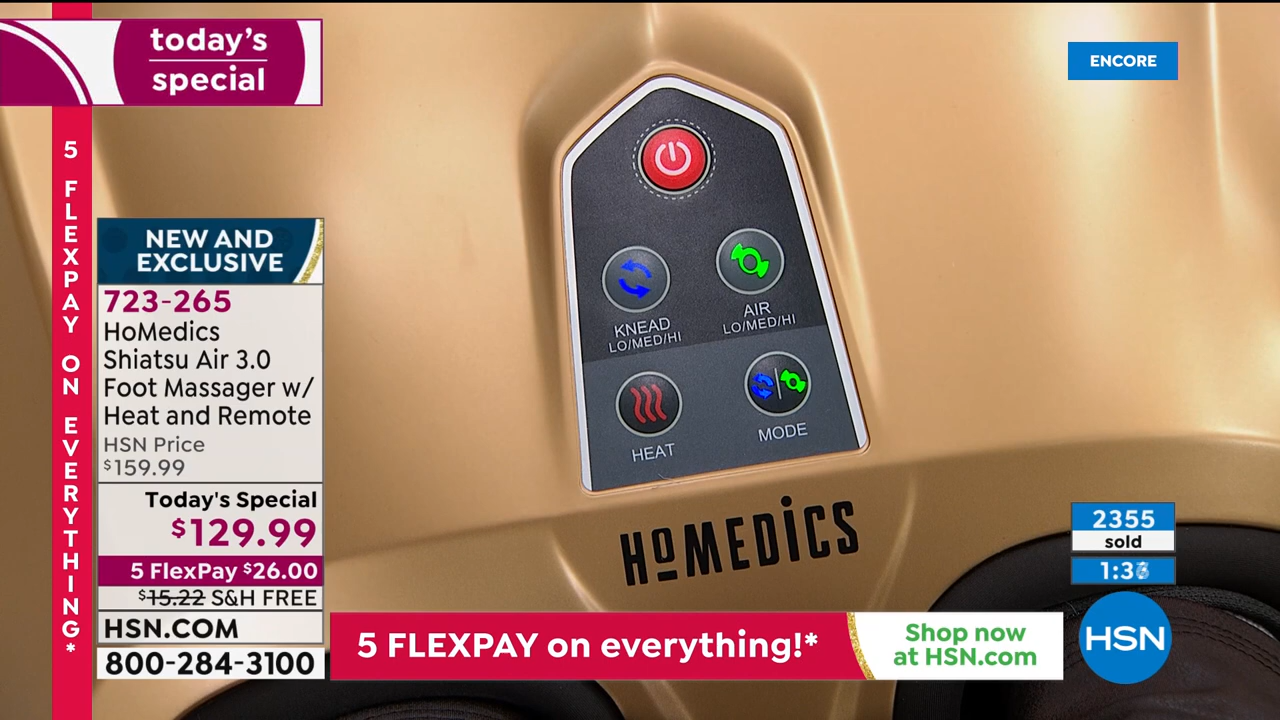 today's
special
ENCORE
5 FLEXPAY ON EVERYTHING!*
NEW AND
EXCLUSIVE
723-265
HoMedics
Shiatsu Air 3.0
Foot Massager w/
Heat and Remote
HSN Price
$159.99
Today's Special
$129.99
5 FlexPay $26.00
$15.22 S&H FREE
HSN.COM
800-284-3100
KNEAD
LO/MED/HI
AIR
LO/MED/HI
HEAT
MODE
HoMEDiCS
2355
sold
5 FLEXPAY on everything!*
Shop now
at HSN.com
HSN